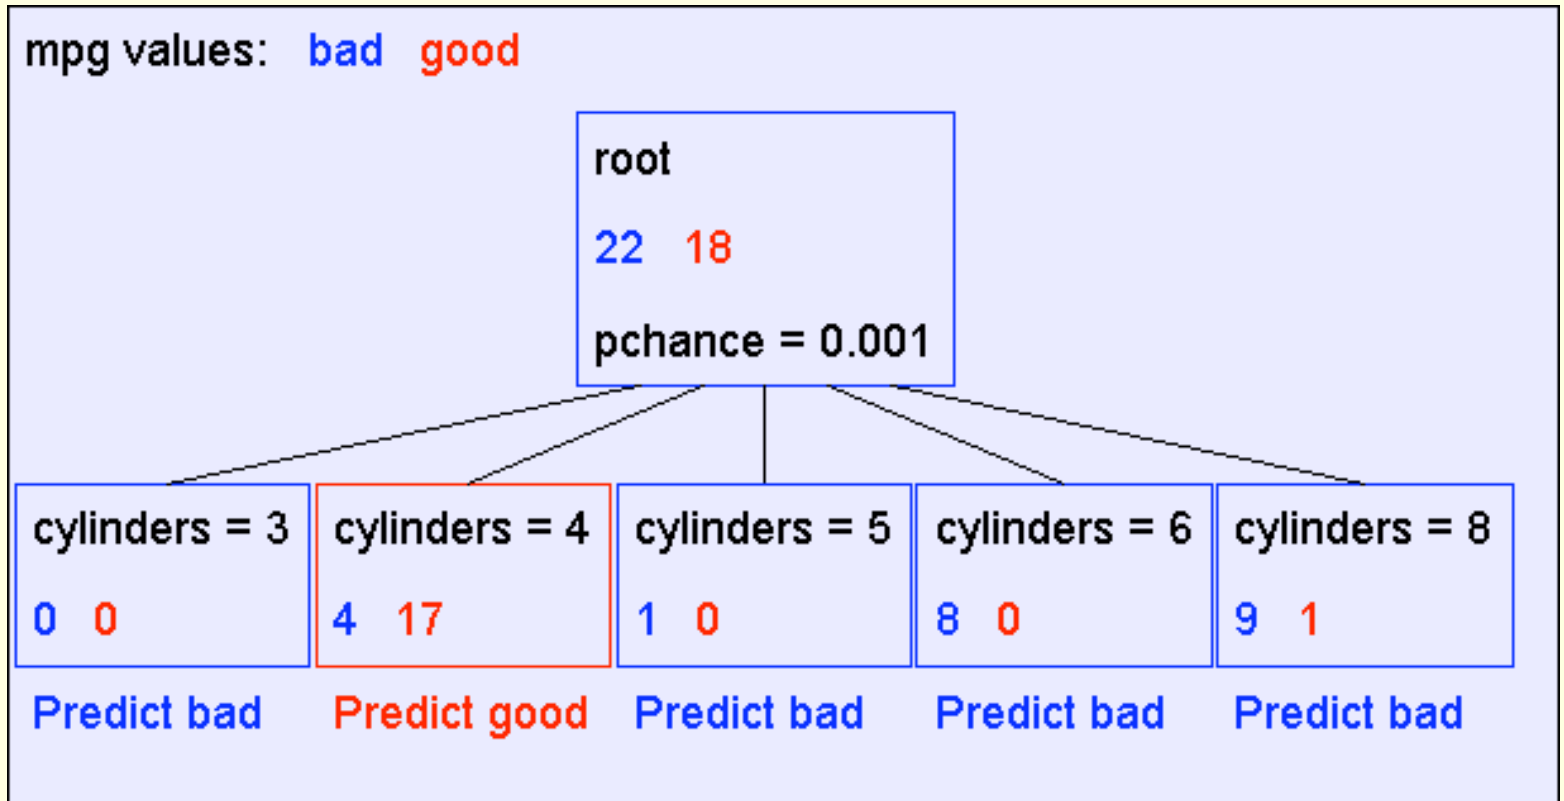 mpg values: bad good
root
22 18
pchance = 0.001
cylinders = 3 cylinders = 4 cylinders = 5 cylinders = 6 cylinders = 8
0 0 4 17 1 0 8 0 9 1
Predict bad Predict good Predict bad Predict bad Predict bad